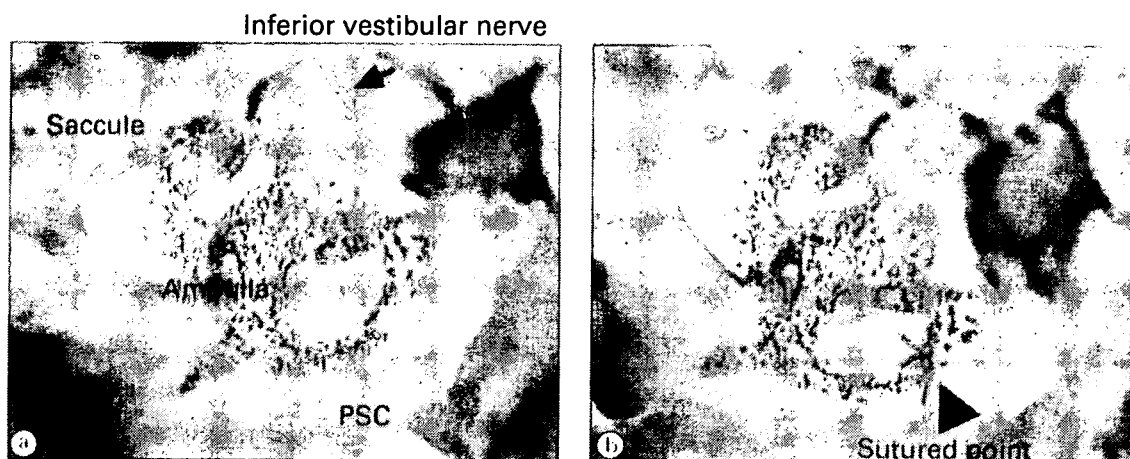 Inferior vestibular nerve
Saccule
Ampulla
PSC
a
b
Sutured point